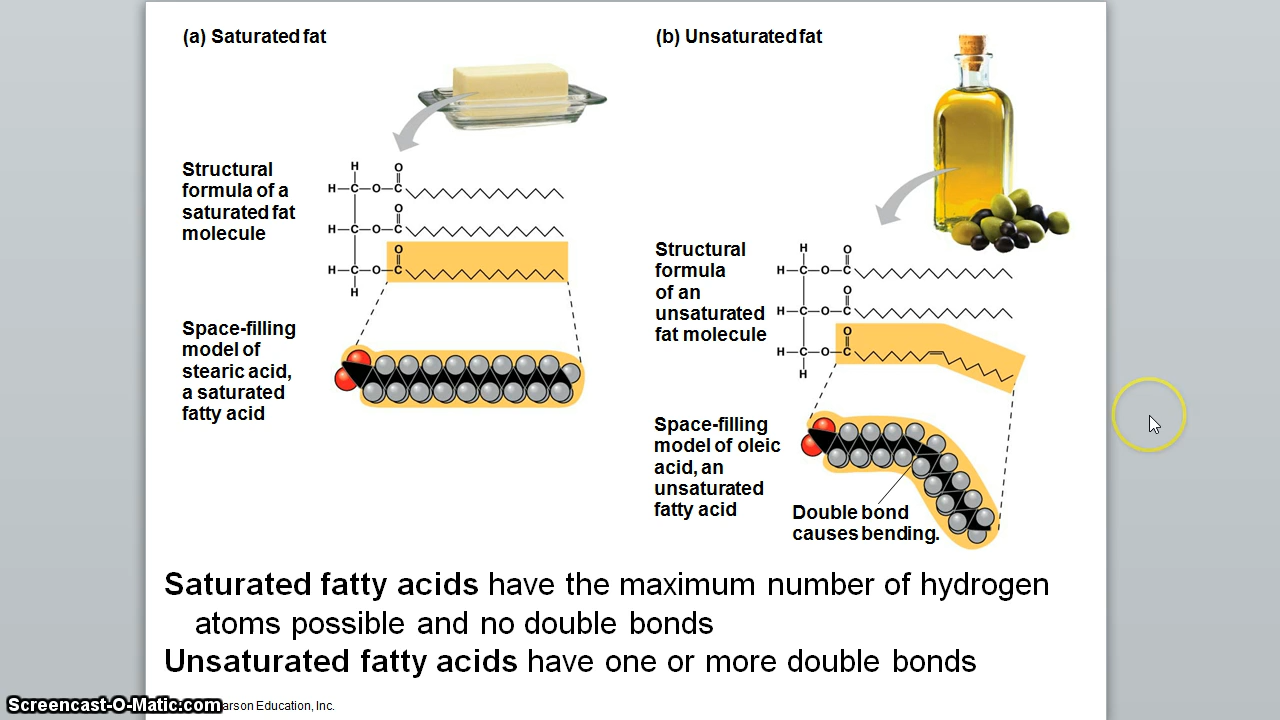 (a) Saturated fat
Structural
formula of a
saturated fat
molecule
H H O
H–C–O–C
O
H–C–O–C
O
H–C–O–C
H
Space-filling
model of
stearic acid,
a saturated
fatty acid
(b) Unsaturated fat
Structural
formula
of an
unsaturated
fat molecule
H O
H–C–O–C
O
H–C–O–C
O
H–C–O–C
H
Space-filling
model of oleic
acid, an
unsaturated
fatty acid
Double bond
causes bending.
Saturated fatty acids have the maximum number of hydrogen
atoms possible and no double bonds
Unsaturated fatty acids have one or more double bonds
Screencast-O-Matic.com
arson Education, Inc.